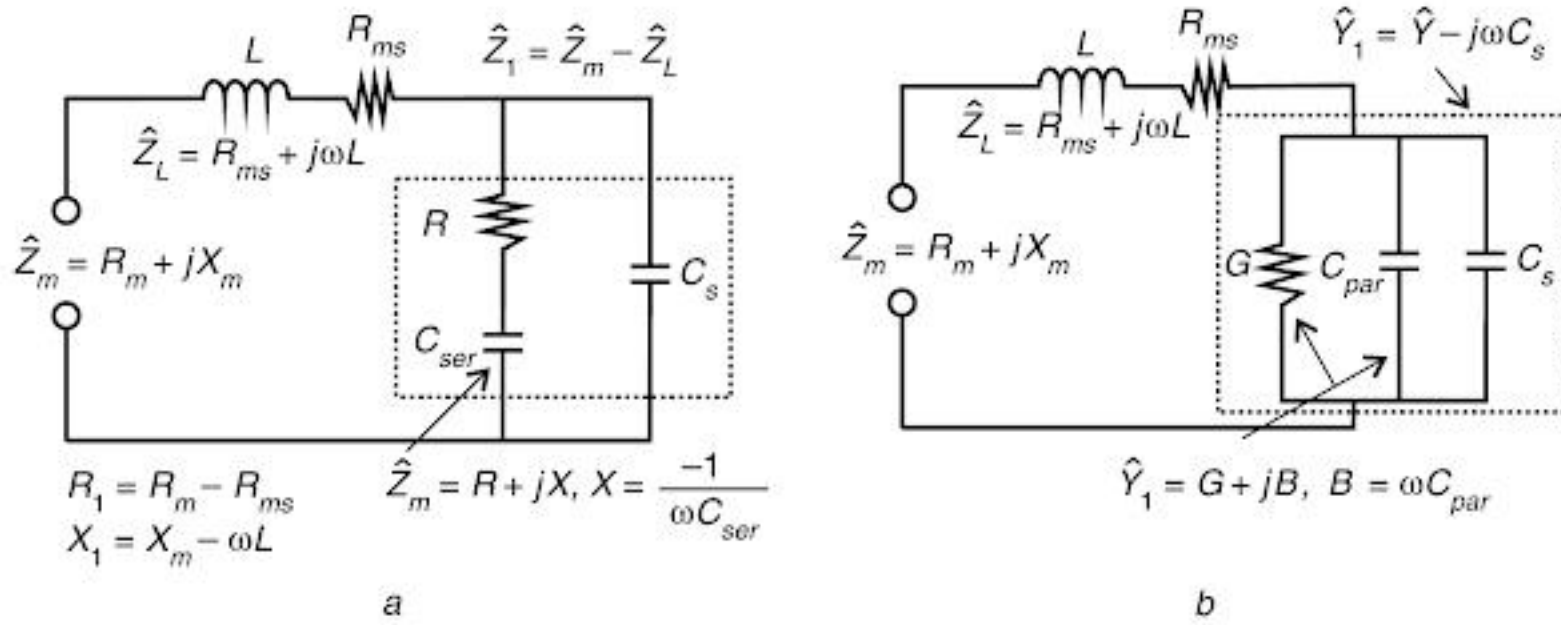 L
R_ms
Ẑ_1 = Ẑ_m − Ẑ_L
Ẑ_L = R_ms + jωL
R
C_s
Ẑ_m = R_m + jX_m
C_ser
R_1 = R_m − R_ms
X_1 = X_m − ωL
Ẑ_m = R + jX, X = −1/ωC_ser
a
L
R_ms
Ŷ_1 = Ŷ − jωC_s
Ẑ_L = R_ms + jωL
Ẑ_m = R_m + jX_m
G
C_par
C_s
Ŷ_1 = G + jB, B = ωC_par
b